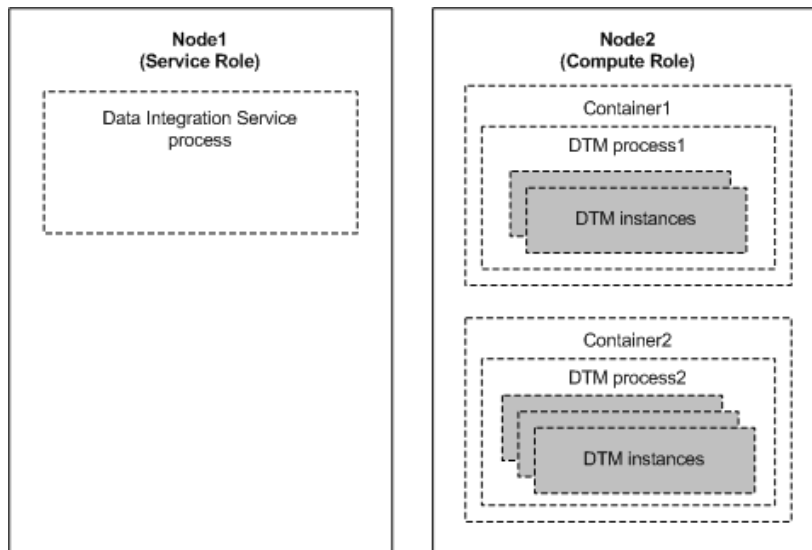 Node1
(Service Role)
Data Integration Service
process
Node2
(Compute Role)
Container1
DTM process1
DTM instances
Container2
DTM process2
DTM instances